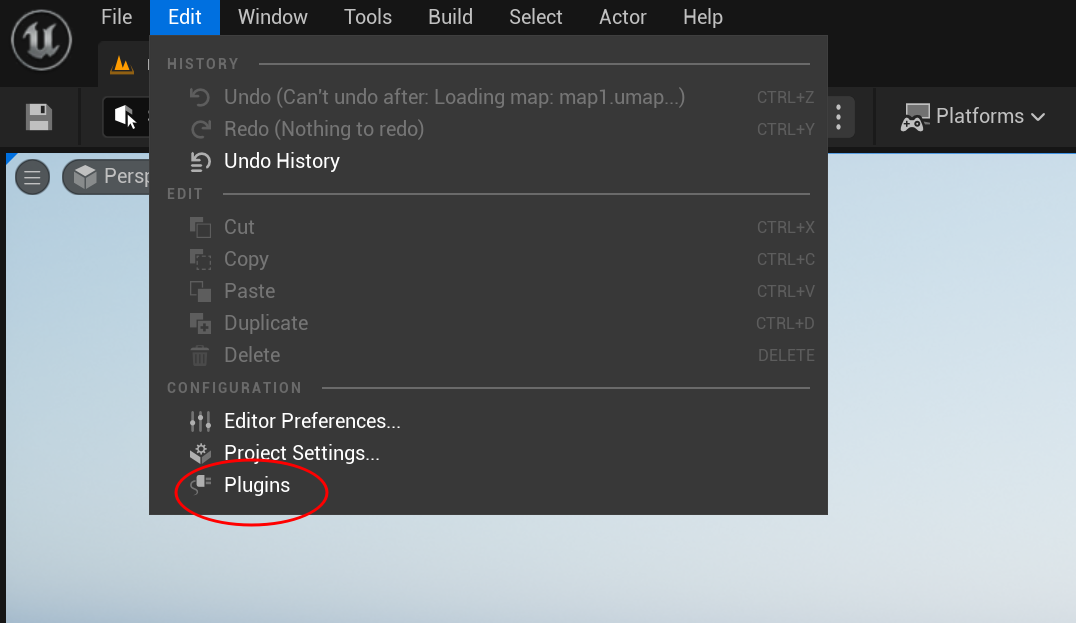 File Edit Window Tools Build Select Actor Help
HISTORY
Undo (Can't undo after: Loading map: map1.umap...) CTRL+Z
Redo (Nothing to redo) CTRL+Y
Platforms
Undo History
Persp
EDIT
Cut CTRL+X
Copy CTRL+C
Paste CTRL+V
Duplicate CTRL+D
Delete DELETE
CONFIGURATION
Editor Preferences...
Project Settings...
Plugins